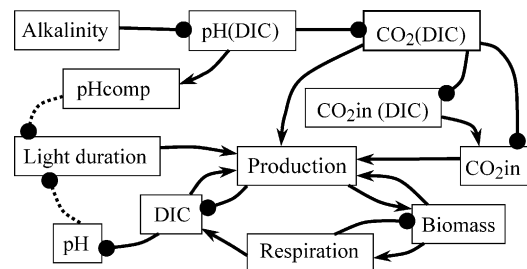 Alkalinity
pH(DIC)
CO₂(DIC)
pHcomp
CO₂in (DIC)
Light duration
Production
CO₂in
DIC
Biomass
pH
Respiration